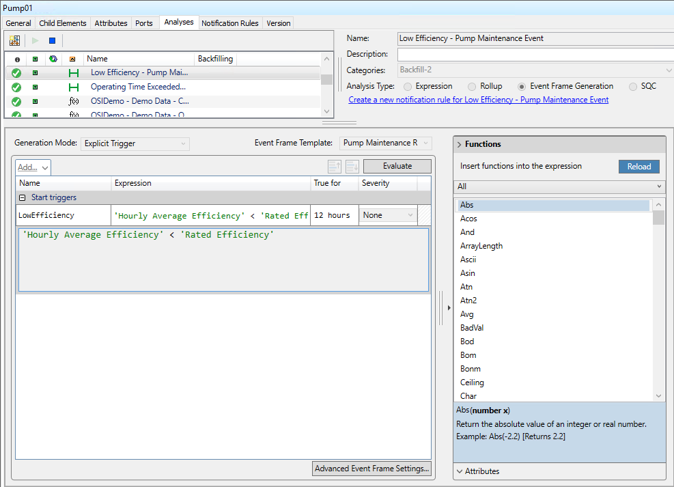 Pump01
General Child Elements Attributes Ports Analyses Notification Rules Version
Name Backfilling
Low Efficiency - Pump Mai...
Operating Time Exceeded...
f(x) OSIDemo - Demo Data - C...
f(x) OSIDemo - Demo Data - O
Name: Low Efficiency - Pump Maintenance Event
Description:
Categories: Backfill-2
Analysis Type: Expression Rollup Event Frame Generation SQC
Create a new notification rule for Low Efficiency - Pump Maintenance Event
Generation Mode: Explicit Trigger Event Frame Template: Pump Maintenance R
Add... Evaluate
Name Expression True for Severity
Start triggers
LowEfficiency 'Hourly Average Efficiency' < 'Rated Eff 12 hours None
'Hourly Average Efficiency' < 'Rated Efficiency'
Advanced Event Frame Settings...
Functions
Insert functions into the expression Reload
All
Abs
Acos
And
ArrayLength
Ascii
Asin
Atn
Atn2
Avg
BadVal
Bod
Bom
Bonm
Ceiling
Char
Abs(number x)
Return the absolute value of an integer or real number.
Example: Abs(-2.2) [Returns 2.2]
Attributes